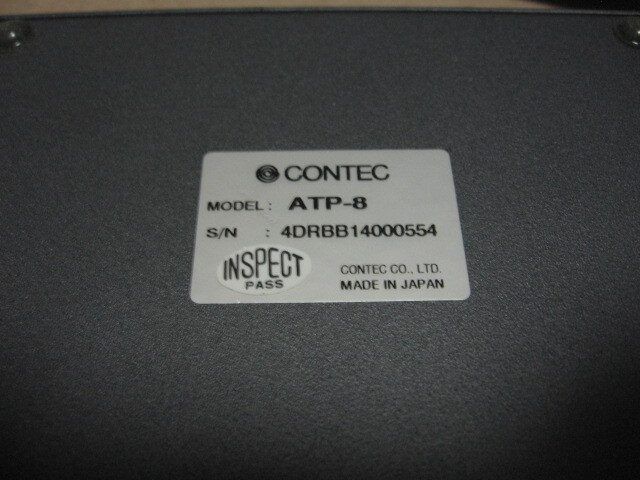 CONTEC
MODEL : ATP-8
S/N : 4DRBB14000554
INSPECT
PASS
CONTEC CO., LTD.
MADE IN JAPAN